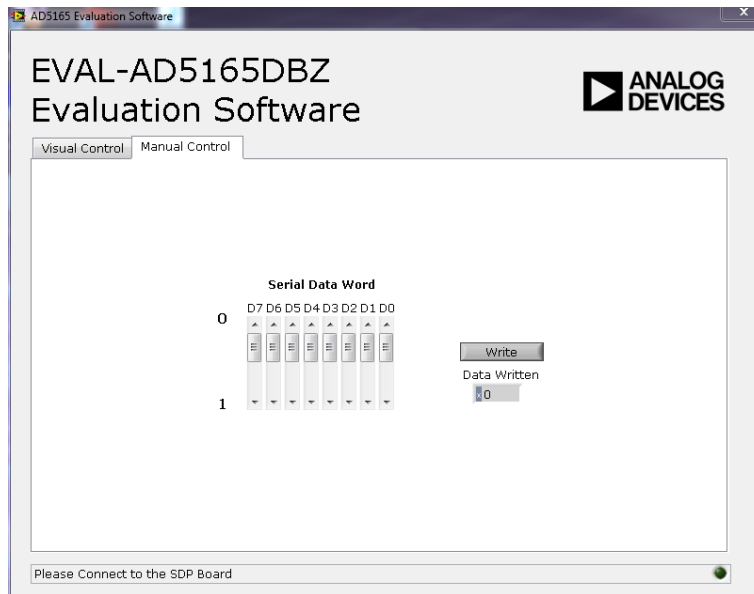 AD5165 Evaluation Software
x
EVAL-AD5165DBZ
Evaluation Software
ANALOG
DEVICES
Visual Control Manual Control
Serial Data Word
D7 D6 D5 D4 D3 D2 D1 D0
0
1
Write
Data Written
x 0
Please Connect to the SDP Board